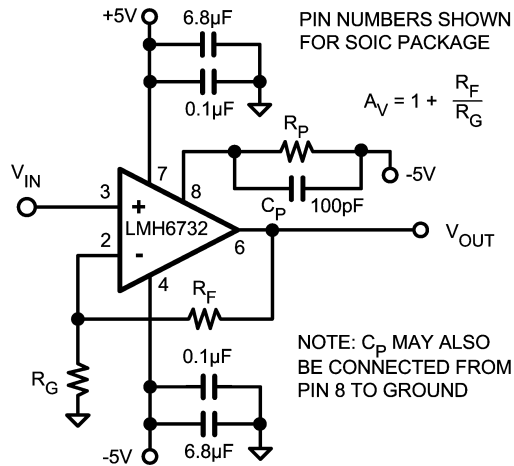 +5V
6.8µF
0.1µF
PIN NUMBERS SHOWN
FOR SOIC PACKAGE
A_V = 1 + R_F / R_G
R_P
-5V
C_P 100pF
V_IN
3
+
2
-
7
8
LMH6732
6
4
V_OUT
R_F
R_G
0.1µF
6.8µF
-5V
NOTE: C_P MAY ALSO
BE CONNECTED FROM
PIN 8 TO GROUND